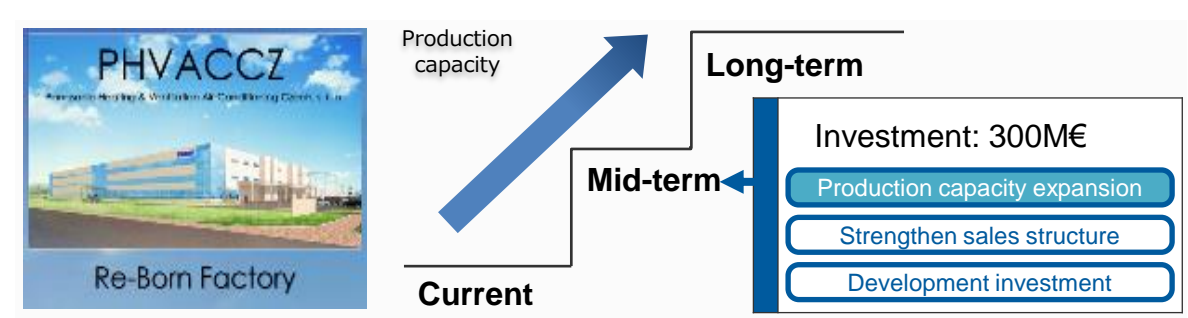 PHVACCZ
Re-Born Factory
Production
capacity
Long-term
Mid-term
Current
Investment: 300M€
Production capacity expansion
Strengthen sales structure
Development investment